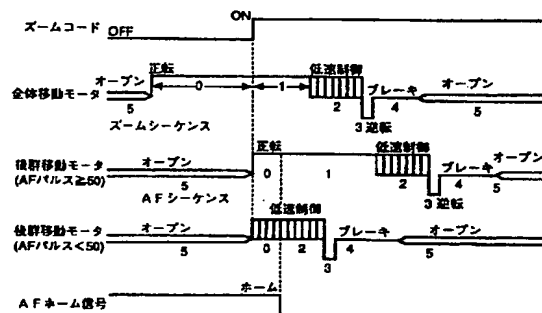 ON
ズームコード OFF
オープン 正転 低速制御
0 1 ブレーキ オープン
全体移動モータ 5 2 4 5
3 逆転
ズームシーケンス
正転 低速制御 オープン
後群移動モータ オープン ブレーキ
(AFパルス≧50) 5 0 1 2 4 5
AFシーケンス 3 逆転
低速制御
後群移動モータ オープン ブレーキ オープン
(AFパルス<50) 5 0 2 4 5
3
ホーム
AFホーム信号